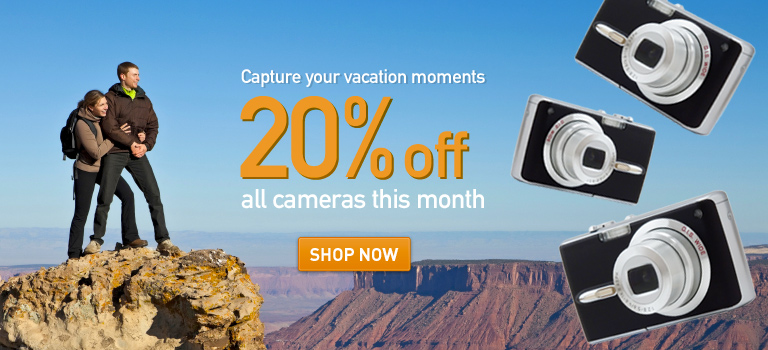 Capture your vacation moments
20% off
all cameras this month
SHOP NOW